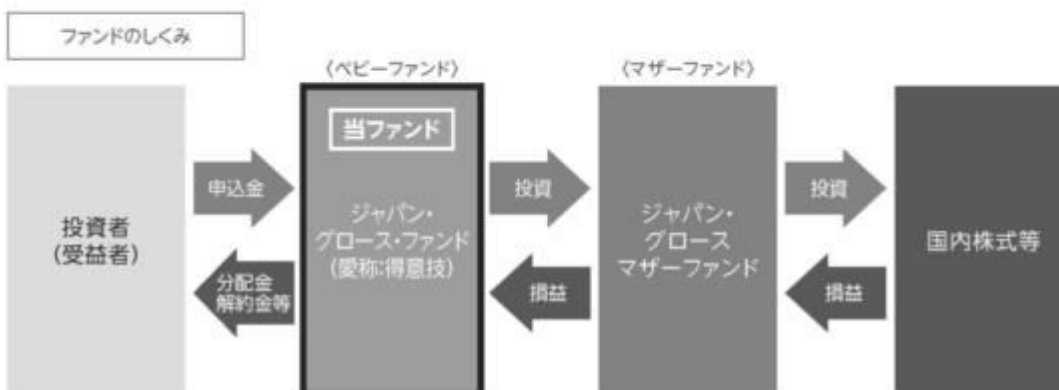 ファンドのしくみ
〈ベビーファンド〉
〈マザーファンド〉
投資者
(受益者)
申込金
分配金
解約金等
当ファンド
ジャパン・
グロース・ファンド
(愛称:得意技)
投資
損益
ジャパン・
グロース
マザーファンド
投資
損益
国内株式等